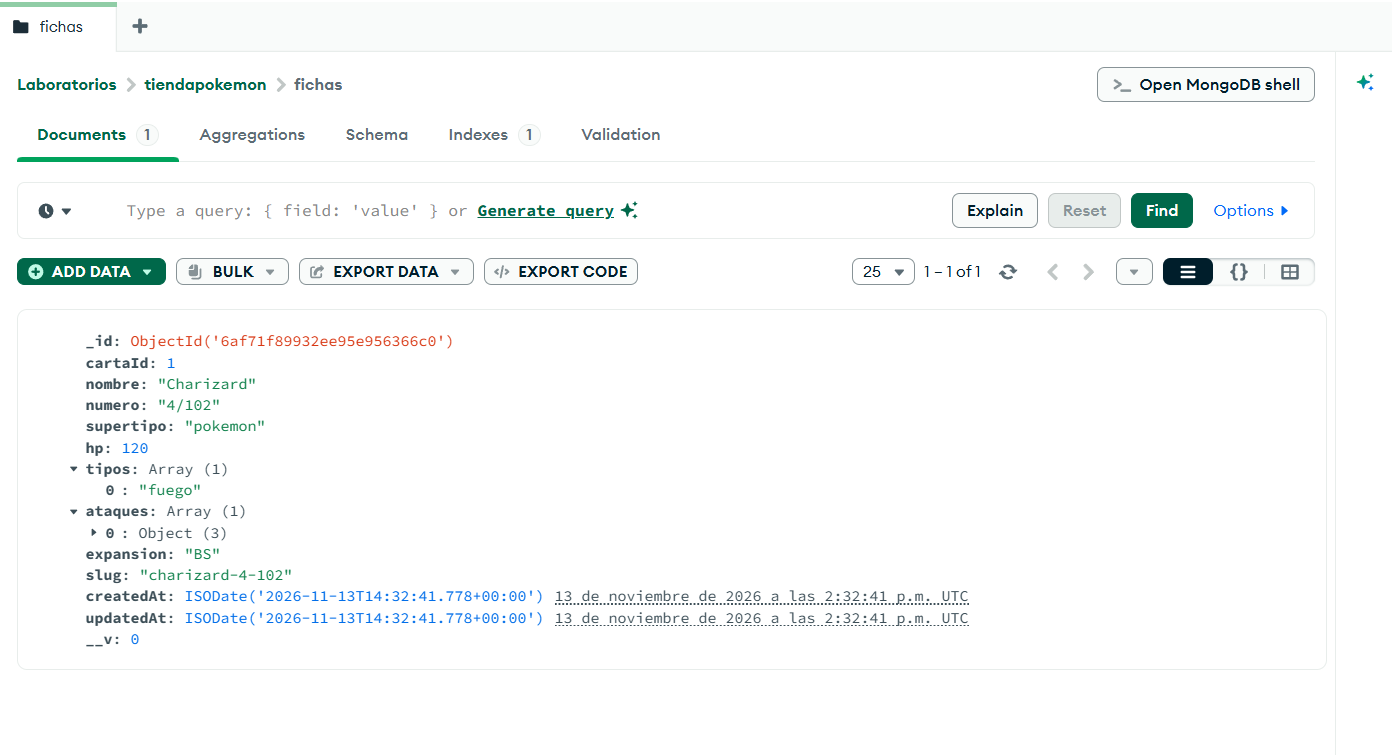 fichas
Laboratorios > tiendapokemon > fichas
>_ Open MongoDB shell
Documents 1 Aggregations Schema Indexes 1 Validation
Type a query: { field: 'value' } or Generate query
Explain Reset Find Options
ADD DATA BULK EXPORT DATA </> EXPORT CODE 25 1 – 1 of 1 {}
_id: ObjectId('6af71f89932ee95e956366c0')
cartaId: 1
nombre: "Charizard"
numero: "4/102"
supertipo: "pokemon"
hp: 120
tipos: Array (1)
0 : "fuego"
ataques: Array (1)
0 : Object (3)
expansion: "BS"
slug: "charizard-4-102"
createdAt: ISODate('2026-11-13T14:32:41.778+00:00') 13 de noviembre de 2026 a las 2:32:41 p.m. UTC
updatedAt: ISODate('2026-11-13T14:32:41.778+00:00') 13 de noviembre de 2026 a las 2:32:41 p.m. UTC
__v: 0